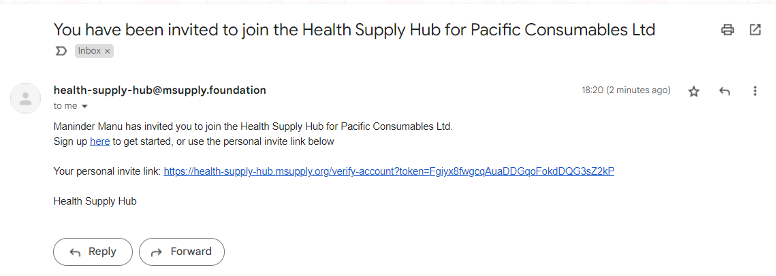 You have been invited to join the Health Supply Hub for Pacific Consumables Ltd
Inbox ×
health-supply-hub@msupply.foundation
18:20 (2 minutes ago)
to me
Maninder Manu has invited you to join the Health Supply Hub for Pacific Consumables Ltd.
Sign up here to get started, or use the personal invite link below
Your personal invite link: https://health-supply-hub.msupply.org/verify-account?token=Fgiyx8fwgcqAuaDDGqoFokdDQG3sZ2kP
Health Supply Hub
Reply
Forward